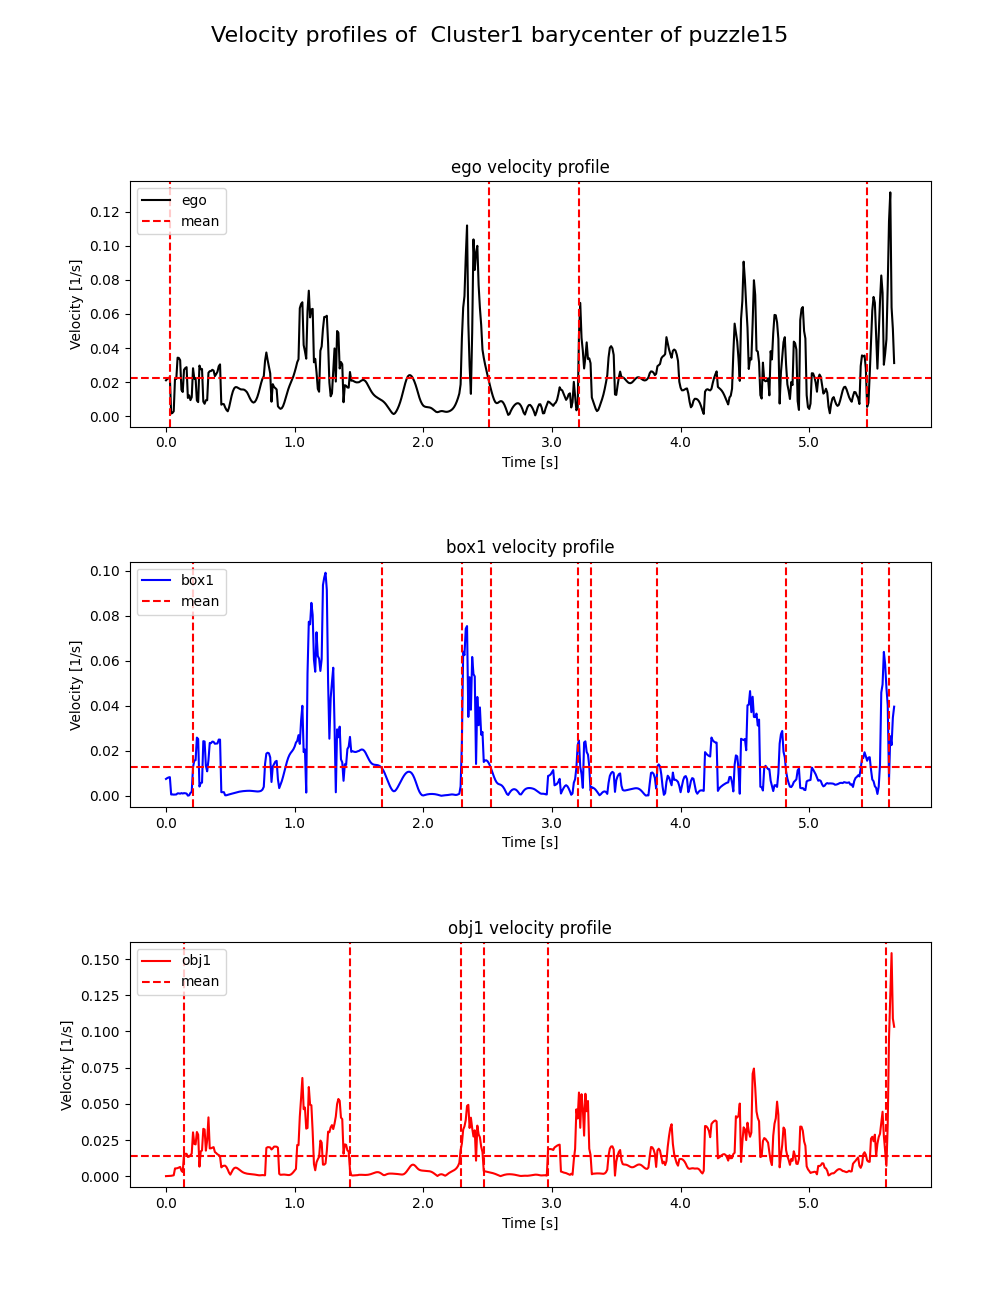 Velocity profiles of  Cluster1 barycenter of puzzle15
ego velocity profile
ego
mean
Velocity [1/s]
0.12
0.10
0.08
0.06
0.04
0.02
0.00
0.0 1.0 2.0 3.0 4.0 5.0
Time [s]
box1 velocity profile
box1
mean
Velocity [1/s]
0.10
0.08
0.06
0.04
0.02
0.00
0.0 1.0 2.0 3.0 4.0 5.0
Time [s]
obj1 velocity profile
obj1
mean
Velocity [1/s]
0.150
0.125
0.100
0.075
0.050
0.025
0.000
0.0 1.0 2.0 3.0 4.0 5.0
Time [s]